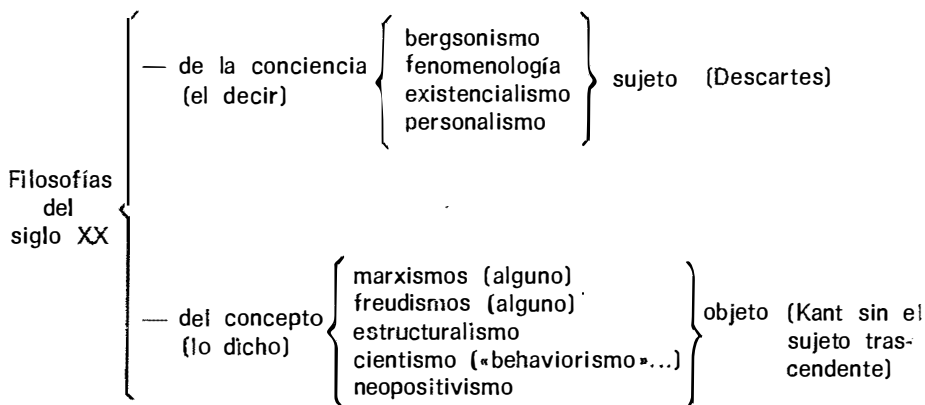 Filosofías
del
siglo XX
— de la conciencia
(el decir)
bergsonismo
fenomenología
existencialismo
personalismo
sujeto (Descartes)
— del concepto
(lo dicho)
marxismos (alguno)
freudismos (alguno)
estructuralismo
cientismo («behaviorismo»...)
neopositivismo
objeto (Kant sin el
sujeto tras-
cendente)